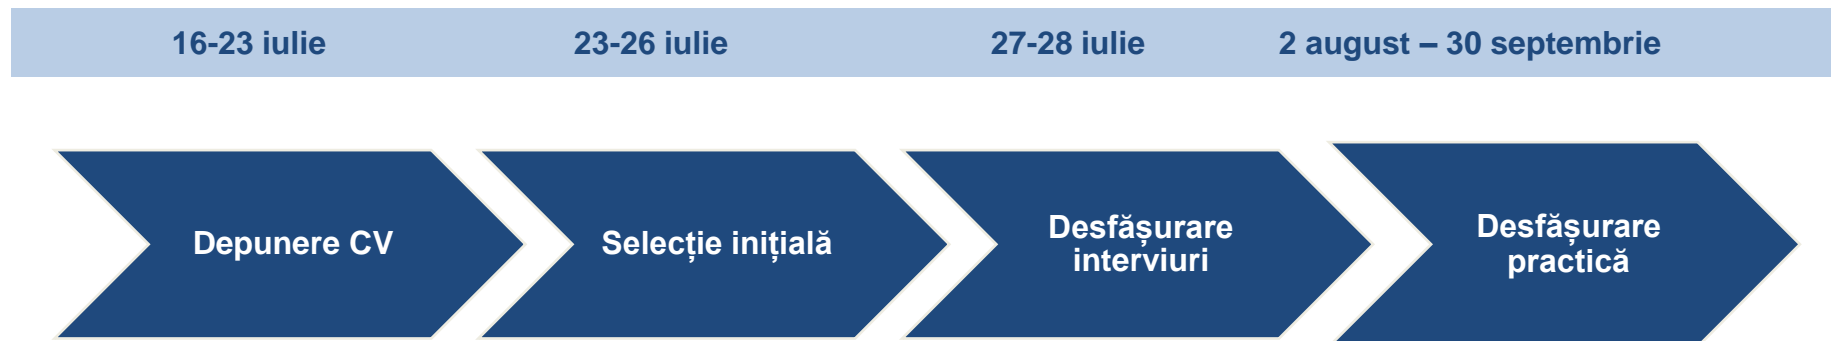 16-23 iulie
23-26 iulie
27-28 iulie
2 august – 30 septembrie
Depunere CV
Selecție inițială
Desfășurare
interviuri
Desfășurare
practică